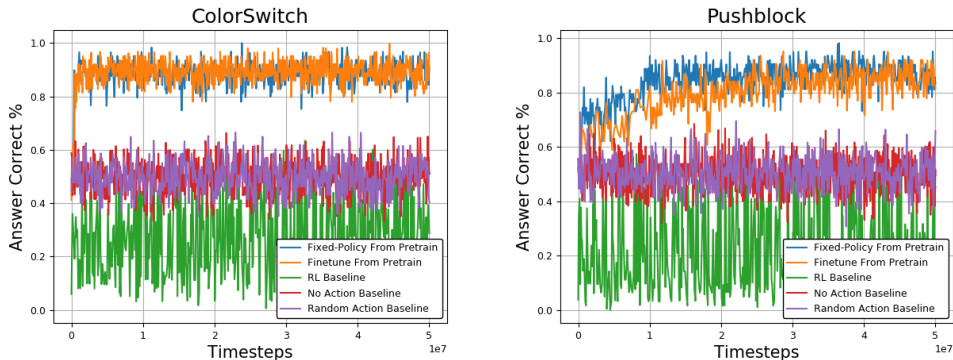 ColorSwitch
Answer Correct %
1.0
0.8
0.6
0.4
0.2
0.0
Fixed-Policy From Pretrain
Finetune From Pretrain
RL Baseline
No Action Baseline
Random Action Baseline
0 1 2 3 4 5
1e7
Timesteps
Pushblock
Answer Correct %
1.0
0.8
0.6
0.4
0.2
0.0
Fixed-Policy From Pretrain
Finetune From Pretrain
RL Baseline
No Action Baseline
Random Action Baseline
0 1 2 3 4 5
1e7
Timesteps